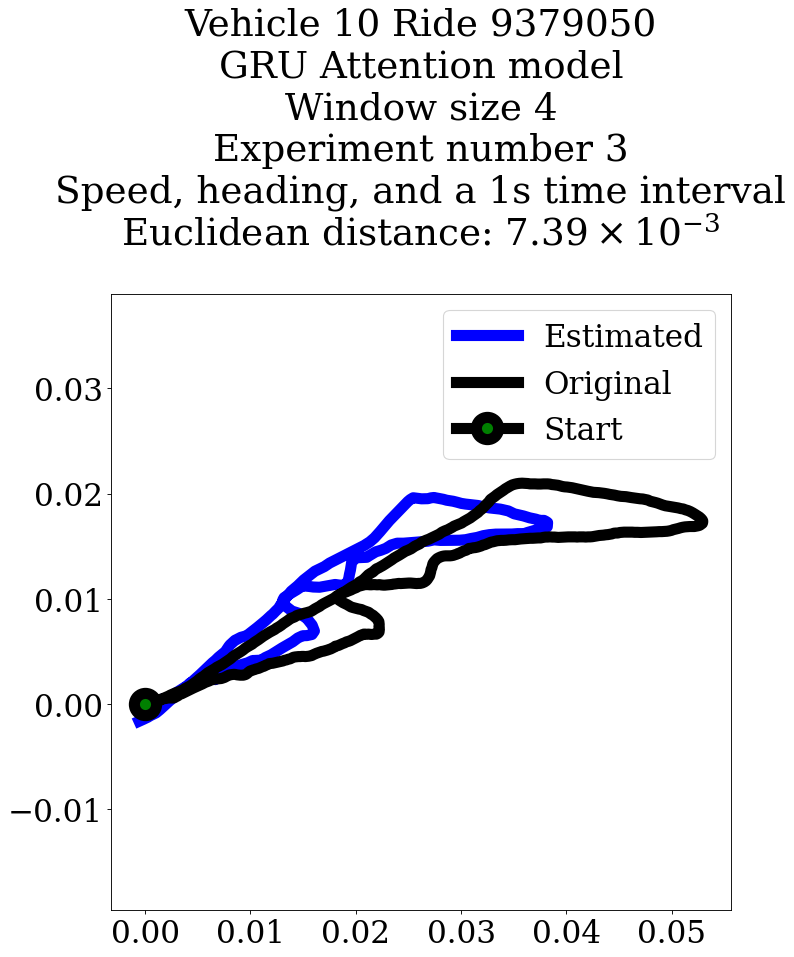 Vehicle 10 Ride 9379050
GRU Attention model
Window size 4
Experiment number 3
Speed, heading, and a 1s time interval
Euclidean distance: 7.39 × 10⁻³
Estimated
Original
Start
0.03
0.02
0.01
0.00
−0.01
0.00 0.01 0.02 0.03 0.04 0.05